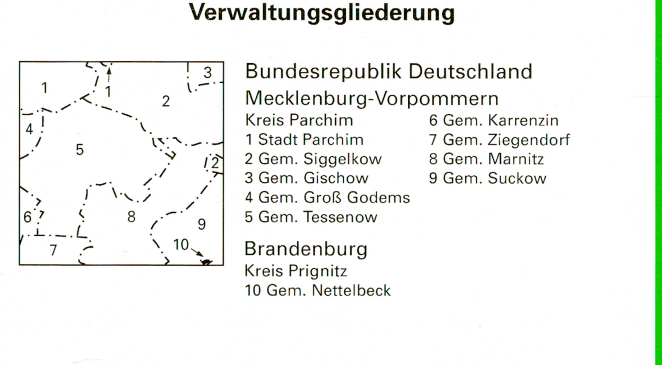 Verwaltungsgliederung
1
1
3
2
4
5
2
6
8
9
7
10
Bundesrepublik Deutschland
Mecklenburg-Vorpommern
Kreis Parchim
1 Stadt Parchim
2 Gem. Siggelkow
3 Gem. Gischow
4 Gem. Groß Godems
5 Gem. Tessenow
6 Gem. Karrenzin
7 Gem. Ziegendorf
8 Gem. Marnitz
9 Gem. Suckow
Brandenburg
Kreis Prignitz
10 Gem. Nettelbeck